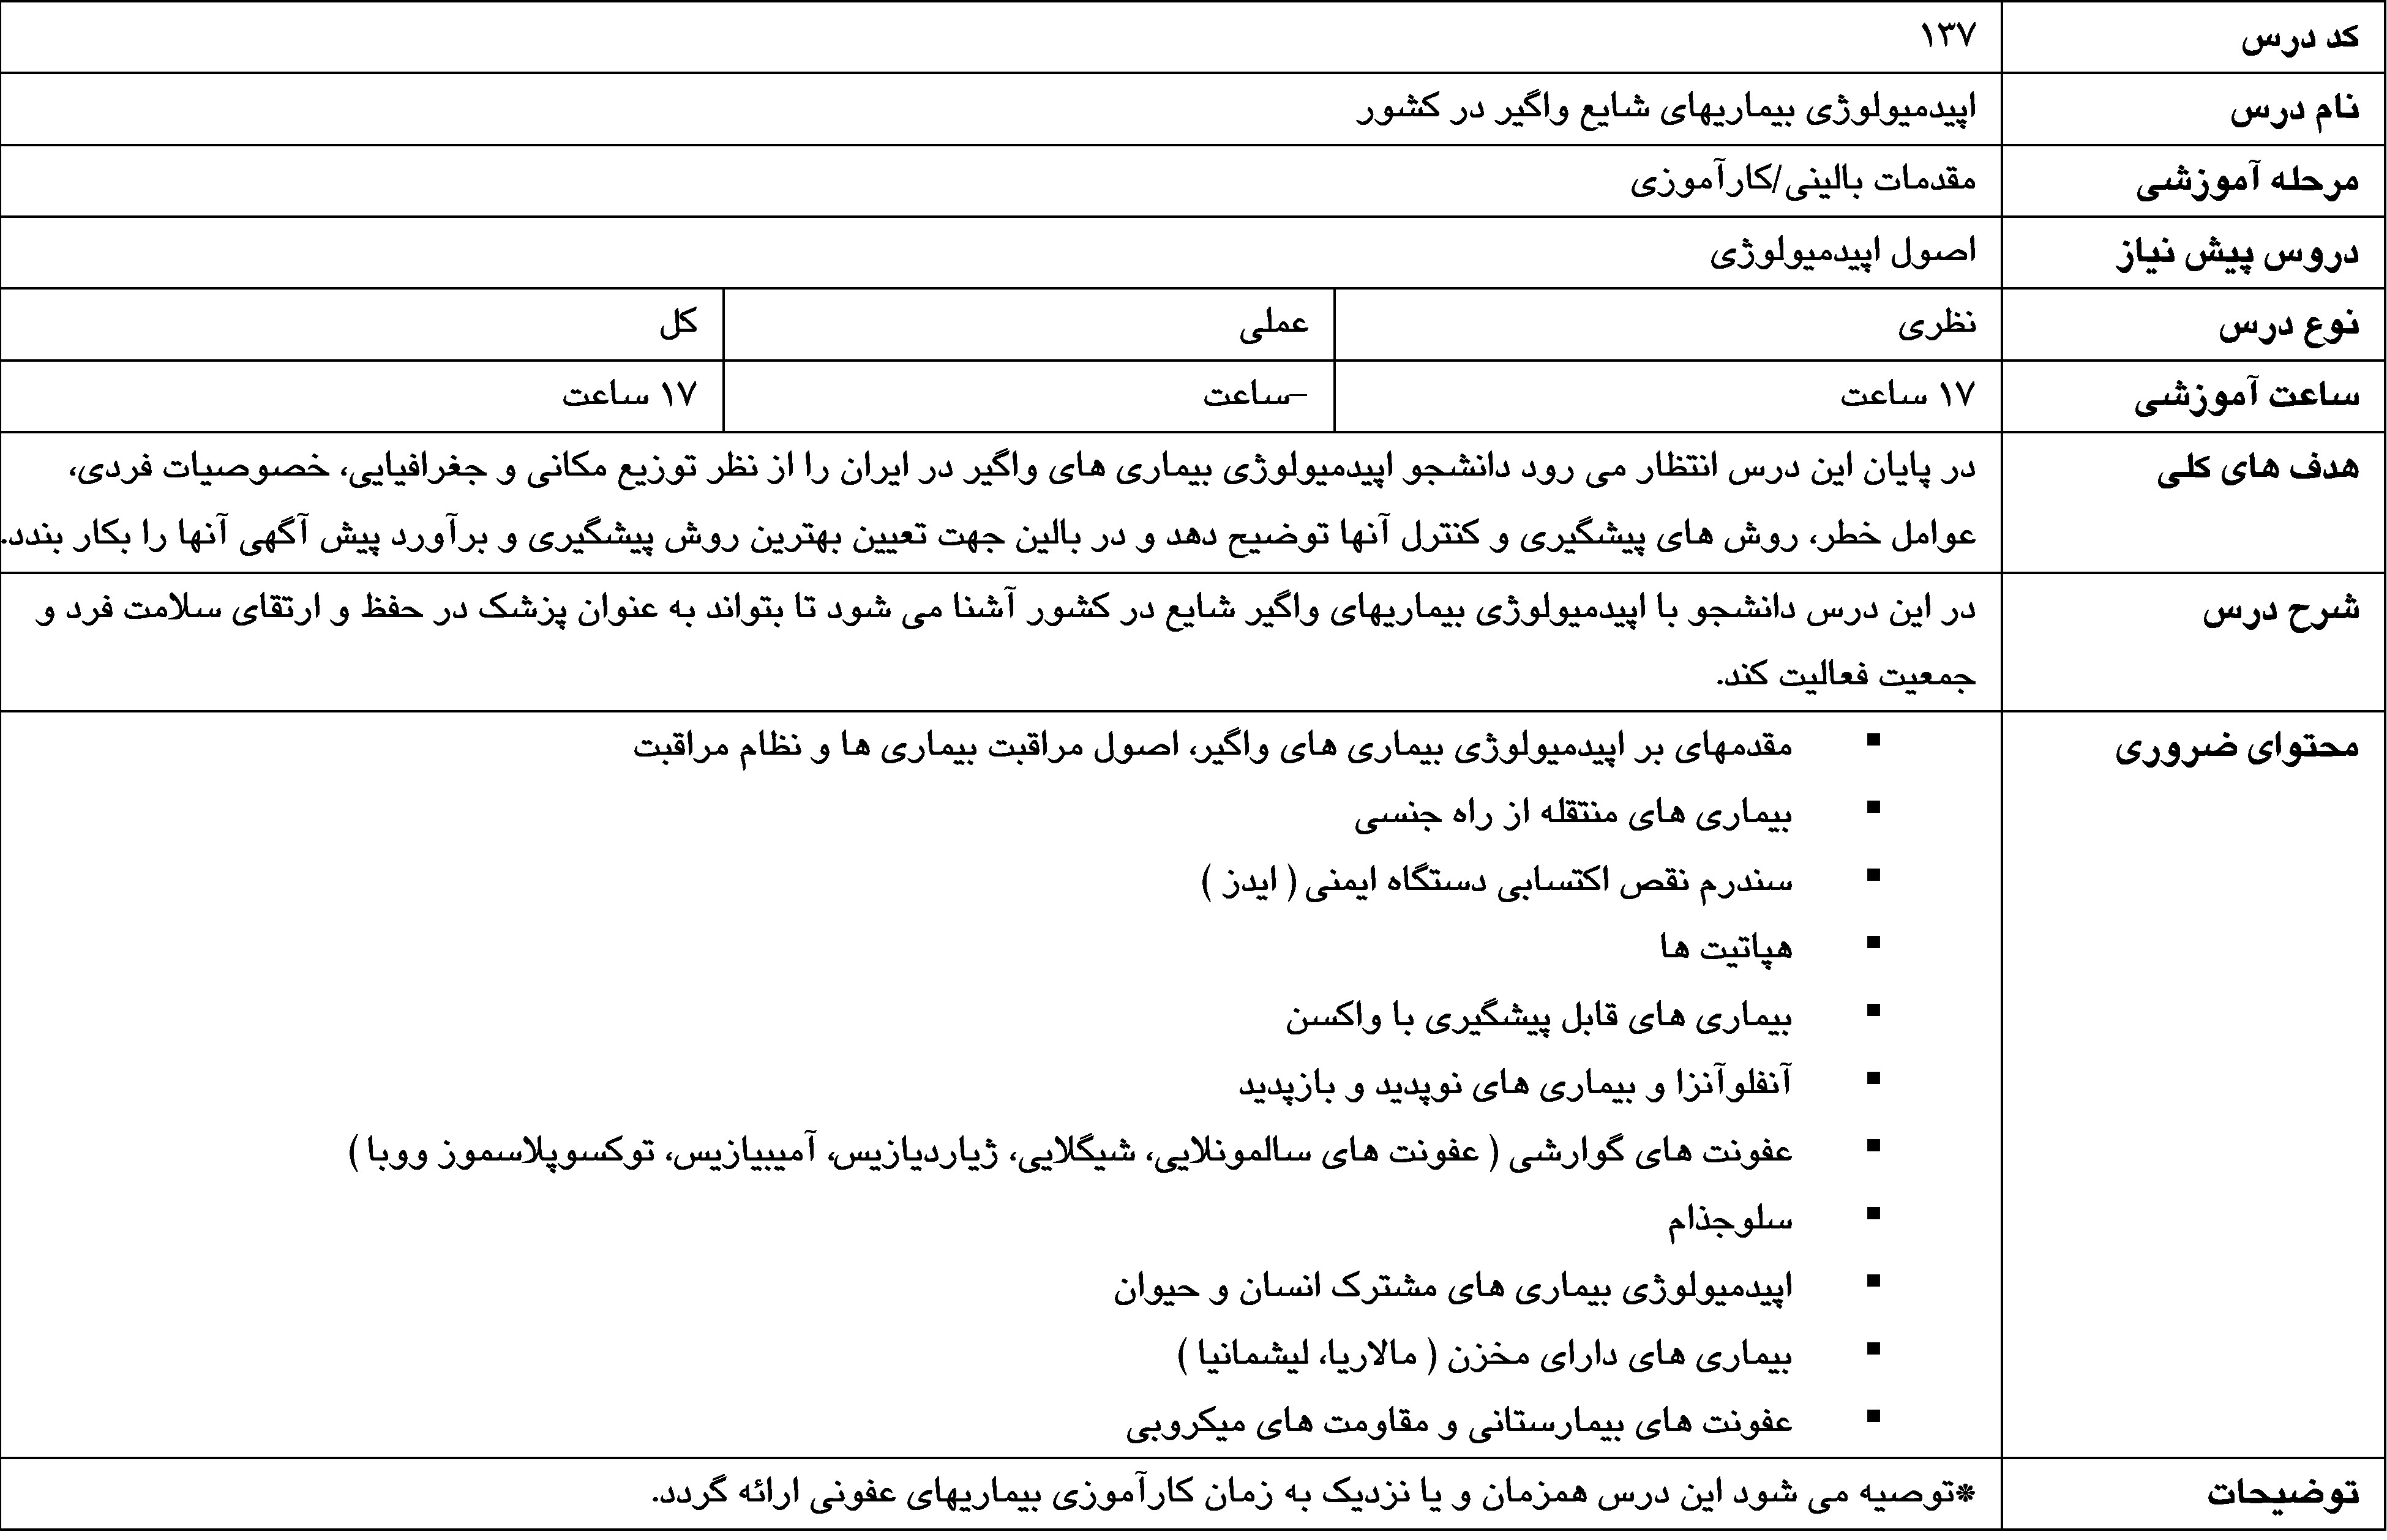 کد درس ۱۳۷
نام درس اپیدمیولوژی بیماریهای شایع واگیر در کشور
مرحله آموزشی مقدمات بالینی/کارآموزی
دروس پیش نیاز اصول اپیدمیولوژی
نوع درس نظری عملی کل
ساعت آموزشی ۱۷ ساعت –ساعت ۱۷ ساعت
هدف های کلی در پایان این درس انتظار می رود دانشجو اپیدمیولوژی بیماری های واگیر در ایران را از نظر توزیع مکانی و جغرافیایی، خصوصیات فردی،
عوامل خطر، روش های پیشگیری و کنترل آنها توضیح دهد و در بالین جهت تعیین بهترین روش پیشگیری و برآورد پیش آگهی آنها را بکار بندد.
شرح درس در این درس دانشجو با اپیدمیولوژی بیماریهای واگیر شایع در کشور آشنا می شود تا بتواند به عنوان پزشک در حفظ و ارتقای سلامت فرد و
جمعیت فعالیت کند.
محتوای ضروری ▪ مقدمهای بر اپیدمیولوژی بیماری های واگیر، اصول مراقبت بیماری ها و نظام مراقبت
▪ بیماری های منتقله از راه جنسی
▪ سندرم نقص اکتسابی دستگاه ایمنی ( ایدز )
▪ هپاتیت ها
▪ بیماری های قابل پیشگیری با واکسن
▪ آنفلوآنزا و بیماری های نوپدید و بازپدید
▪ عفونت های گوارشی ( عفونت های سالمونلایی، شیگلایی، ژیاردیازیس، آمیبیازیس، توکسوپلاسموز ووبا )
▪ سلوجذام
▪ اپیدمیولوژی بیماری های مشترک انسان و حیوان
▪ بیماری های دارای مخزن ( مالاریا، لیشمانیا )
▪ عفونت های بیمارستانی و مقاومت های میکروبی
توضیحات *توصیه می شود این درس همزمان و یا نزدیک به زمان کارآموزی بیماریهای عفونی ارائه گردد.